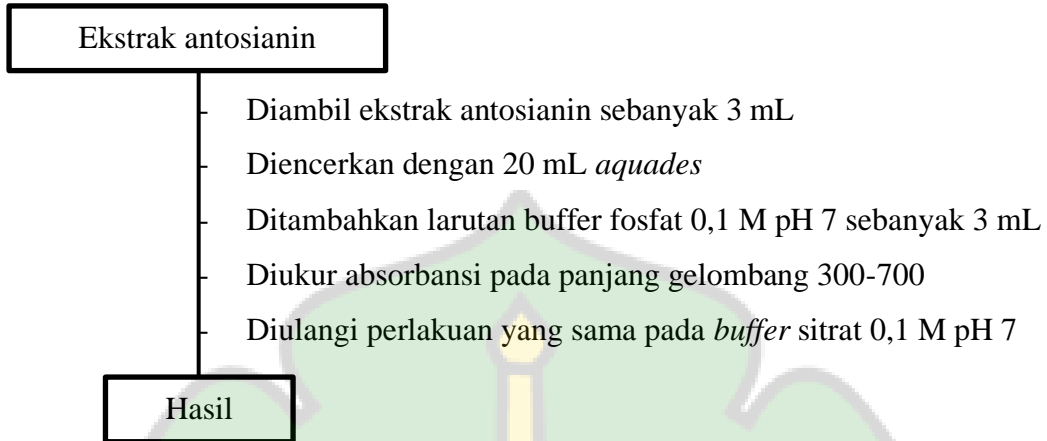 Ekstrak antosianin
- Diambil ekstrak antosianin sebanyak 3 mL
- Diencerkan dengan 20 mL aquades
- Ditambahkan larutan buffer fosfat 0,1 M pH 7 sebanyak 3 mL
- Diukur absorbansi pada panjang gelombang 300-700
- Diulangi perlakuan yang sama pada buffer sitrat 0,1 M pH 7
Hasil